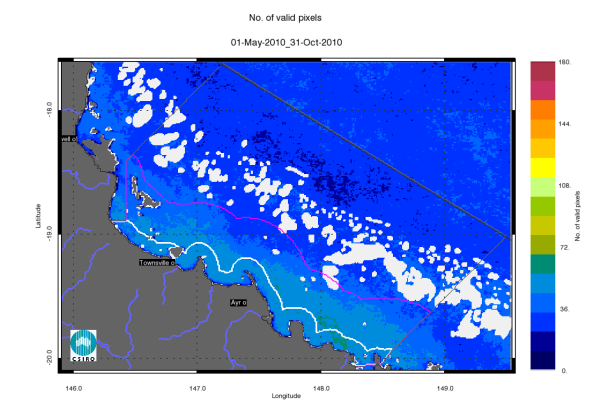 No. of valid pixels
01-May-2010_31-Oct-2010
180.
144.
108.
72.
36.
0.
No. of valid pixels
-18.0
-19.0
-20.0
Latitude
well o
Townsville o
Ayr o
CSIRO
146.0
147.0
148.0
149.0
Longitude